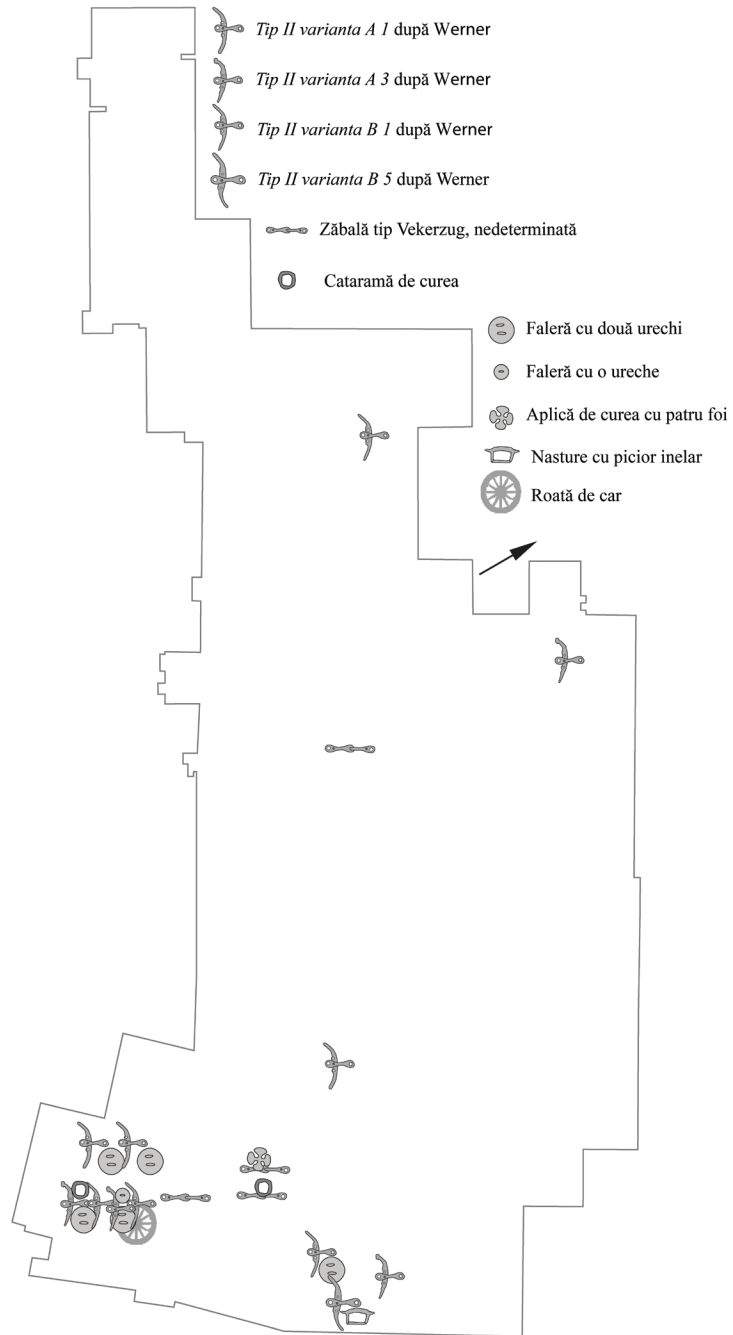 Tip II varianta A 1 după Werner
Tip II varianta A 3 după Werner
Tip II varianta B 1 după Werner
Tip II varianta B 5 după Werner
Zăbală tip Vekerzug, nedeterminată
Cataramă de curea
Faleră cu două urechi
Faleră cu o ureche
Aplică de curea cu patru foi
Nasture cu picior inelar
Roată de car